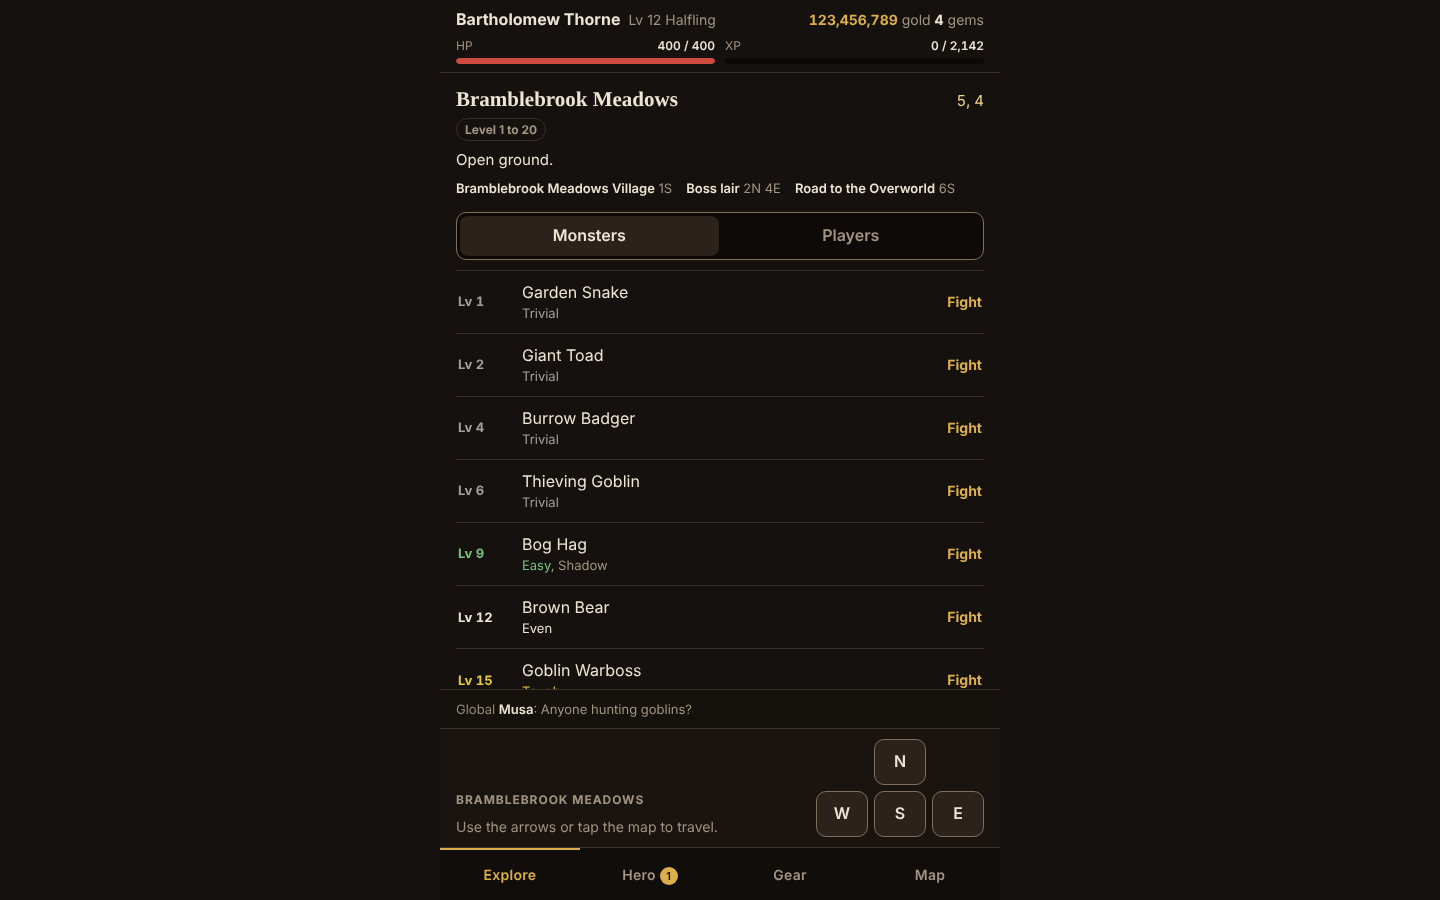 Bartholomew Thorne Lv 12 Halfling 123,456,789 gold 4 gems
HP 400 / 400 XP 0 / 2,142
Bramblebrook Meadows 5, 4
Level 1 to 20
Open ground.
Bramblebrook Meadows Village 1S Boss lair 2N 4E Road to the Overworld 6S
Monsters Players
Garden Snake
Lv 1 Fight
Trivial
Giant Toad
Lv 2 Fight
Trivial
Burrow Badger
Lv 4 Fight
Trivial
Thieving Goblin
Lv 6 Fight
Trivial
Bog Hag
Lv 9 Fight
Easy, Shadow
Brown Bear
Lv 12 Fight
Even
Goblin Warboss
Lv 15 Fight
Global Musa: Anyone hunting goblins?
N
BRAMBLEBROOK MEADOWS
W S E
Use the arrows or tap the map to travel.
Explore Hero 1 Gear Map